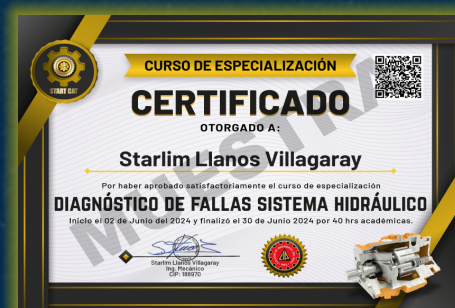 START CAT
CURSO DE ESPECIALIZACIÓN
CERTIFICADO
OTORGADO A:
Starlim Llanos Villagaray
Por haber aprobado satisfactoriamente el curso de especialización
DIAGNÓSTICO DE FALLAS SISTEMA HIDRÁULICO
Inicio el 02 de Junio del 2024 y finalizó el 30 de Junio 2024 por 40 hrs académicas.
MUESTRA
Starlim Llanos Villagaray
Ing. Mecánico
CIP: 188970